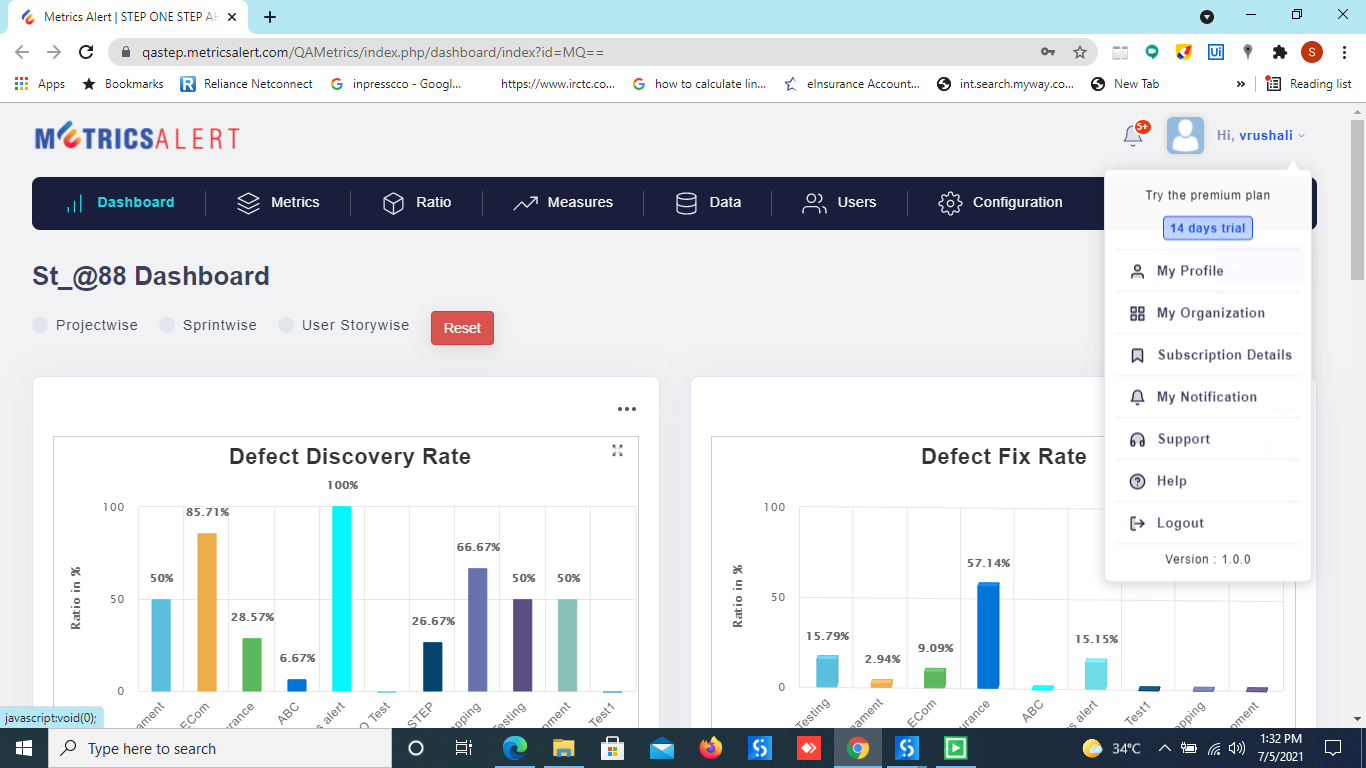 Metrics Alert | STEP ONE STEP AH
qastep.metricsalert.com/QAMetrics/index.php/dashboard/index?id=MQ==
S
Apps
Bookmarks
Reliance Netconnect
inpresscco - Googl...
https://www.irctc.co...
how to calculate lin...
eInsurance Account...
int.search.myway.co...
New Tab
»
Reading list
METRICSALERT
5+
Hi, vrushali
Dashboard
Metrics
Ratio
Measures
Data
Users
Configuration
Try the premium plan
14 days trial
My Profile
My Organization
Subscription Details
My Notification
Support
Help
Logout
Version : 1.0.0
St_@88 Dashboard
Projectwise
Sprintwise
User Storywise
Reset
Defect Discovery Rate
Ratio in %
100
50
0
50%
85.71%
28.57%
6.67%
100%
26.67%
66.67%
50%
50%
gament
ECom
urance
ABC
s alert
O Test
STEP
opping
Testing
opment
Test1
Defect Fix Rate
Ratio in %
100
50
0
15.79%
2.94%
9.09%
57.14%
15.15%
Testing
gament
ECom
urance
ABC
s alert
Test1
opping
opment
javascript:void(0);
Type here to search
34°C
1:32 PM
7/5/2021